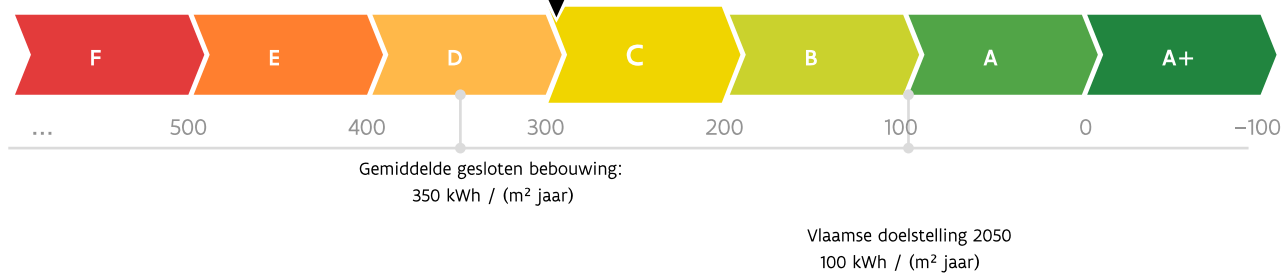 F E D C B A A+
... 500 400 300 200 100 0 −100
Gemiddelde gesloten bebouwing:
350 kWh / (m² jaar)
Vlaamse doelstelling 2050
100 kWh / (m² jaar)